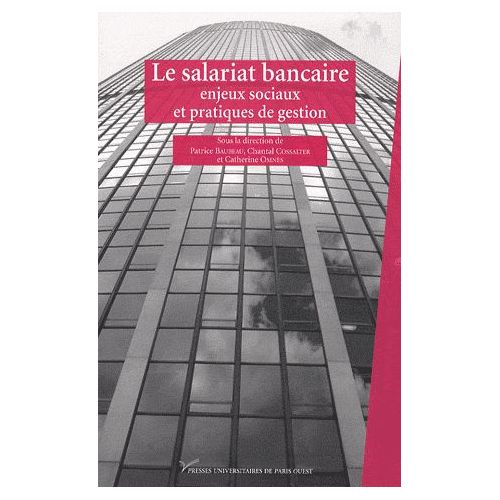 Le salariat bancaire
enjeux sociaux
et pratiques de gestion
Sous la direction de
Patrice BAUBEAU, Chantal COSSALTER
et Catherine OMNÈS
PRESSES UNIVERSITAIRES DE PARIS OUEST